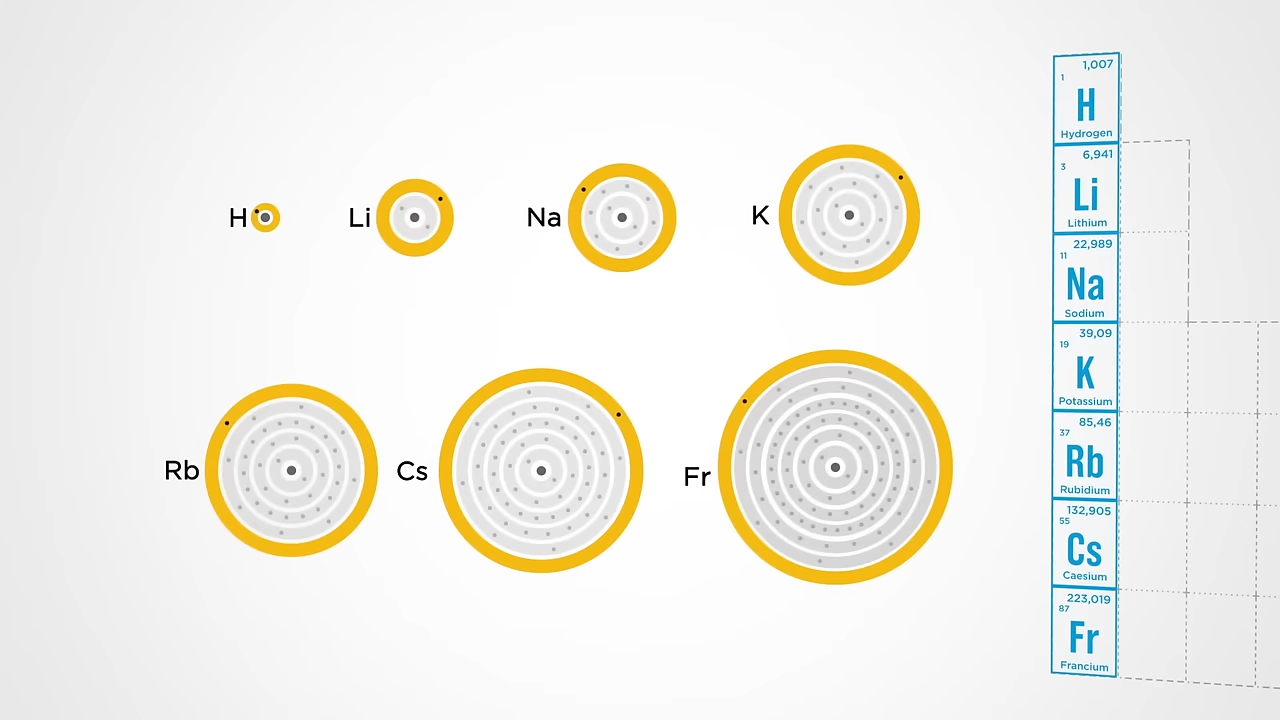 H
Li
Na
K
Rb
Cs
Fr
1,007
1
H
Hydrogen
6,941
3
Li
Lithium
22,989
11
Na
Sodium
39,09
19
K
Potassium
85,46
37
Rb
Rubidium
132,905
55
Cs
Caesium
223,019
87
Fr
Francium